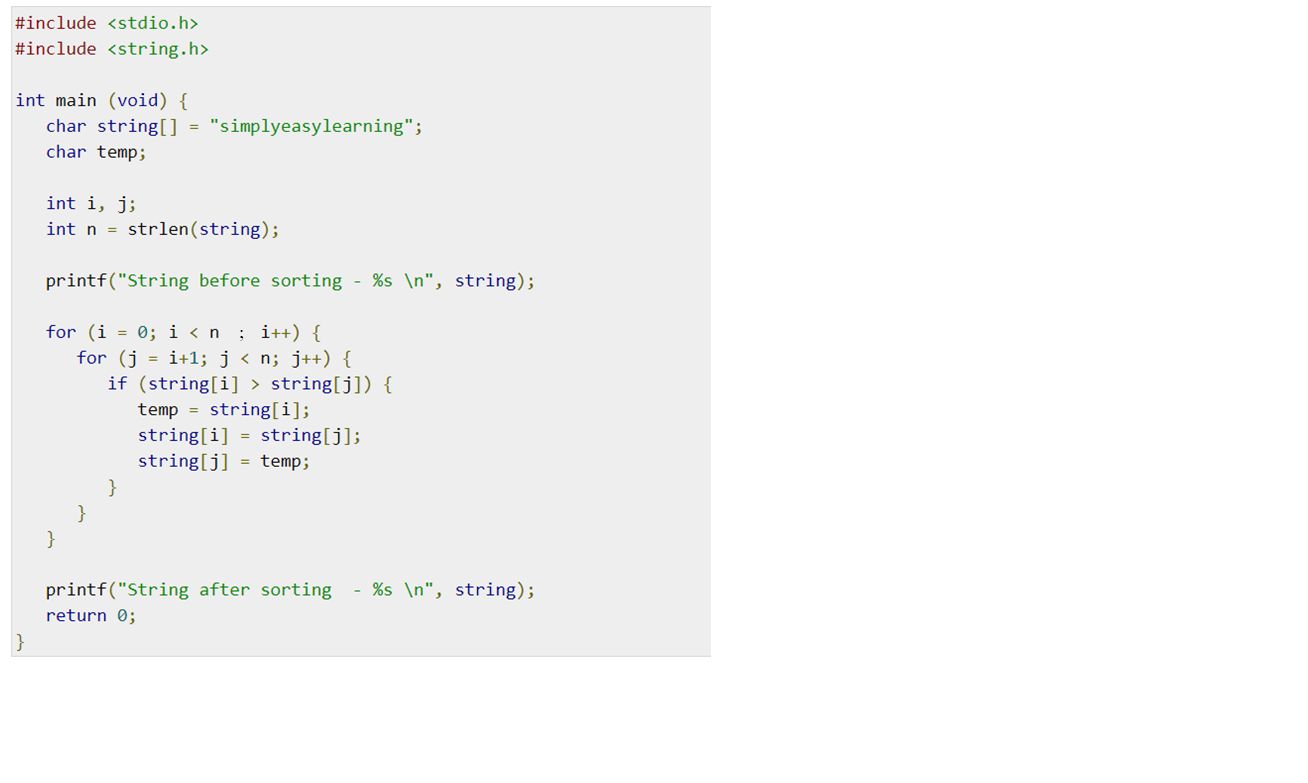 #include <stdio.h>
#include <string.h>

int main (void) {
   char string[] = "simplyeasylearning";
   char temp;

   int i, j;
   int n = strlen(string);

   printf("String before sorting - %s \n", string);

   for (i = 0; i < n  ; i++) {
      for (j = i+1; j < n; j++) {
         if (string[i] > string[j]) {
            temp = string[i];
            string[i] = string[j];
            string[j] = temp;
         }
      }
   }

   printf("String after sorting  - %s \n", string);
   return 0;
}